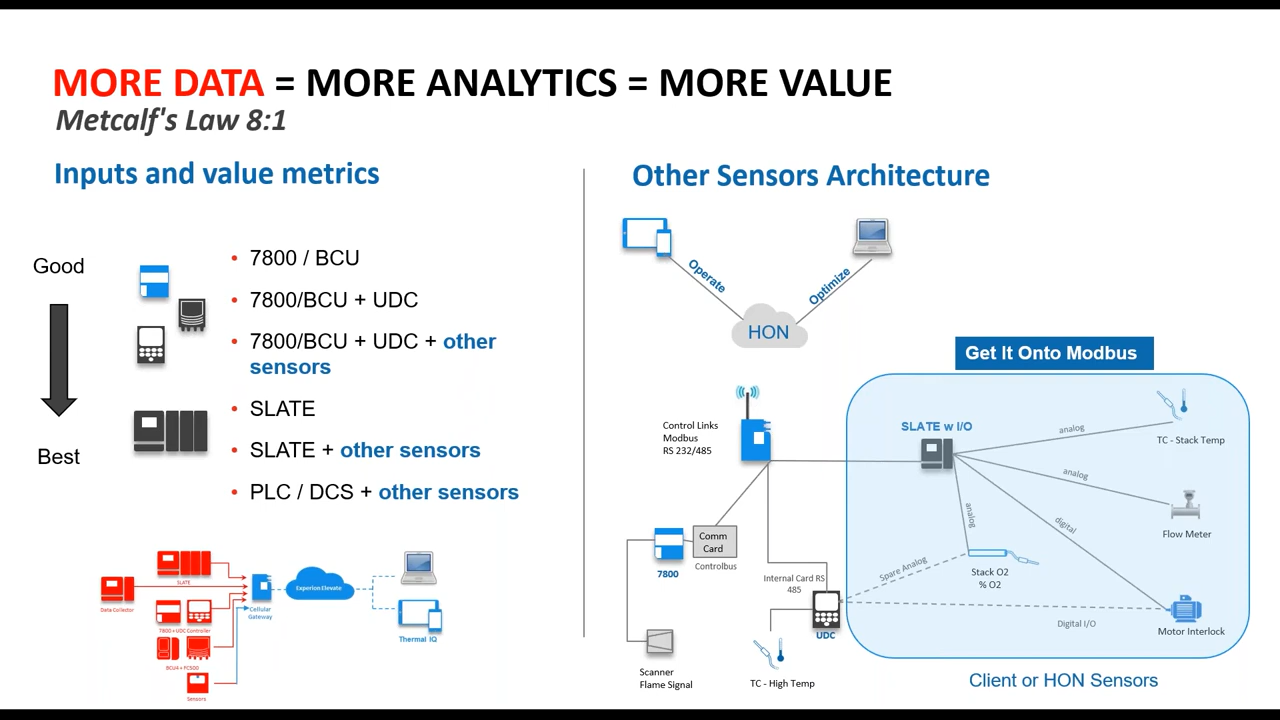 MORE DATA = MORE ANALYTICS = MORE VALUE
Metcalf's Law 8:1
Inputs and value metrics
Good
Best
• 7800 / BCU
• 7800/BCU + UDC
• 7800/BCU + UDC + other
sensors
• SLATE
• SLATE + other sensors
• PLC / DCS + other sensors
SLATE
Data Collector
7800 + UDC Controller
BCU4 + FC500
Sensors
Cellular
Gateway
Experion Elevate
Thermal IQ
Other Sensors Architecture
Operate
Optimize
HON
Get It Onto Modbus
Control Links
Modbus
RS 232/485
SLATE w I/O
analog
TC - Stack Temp
analog
Flow Meter
analog
digital
Comm
Card
Controlbus
7800
Internal Card RS
485
Spare Analog
Stack O2
% O2
UDC
Digital I/O
Motor Interlock
Scanner
Flame Signal
TC - High Temp
Client or HON Sensors